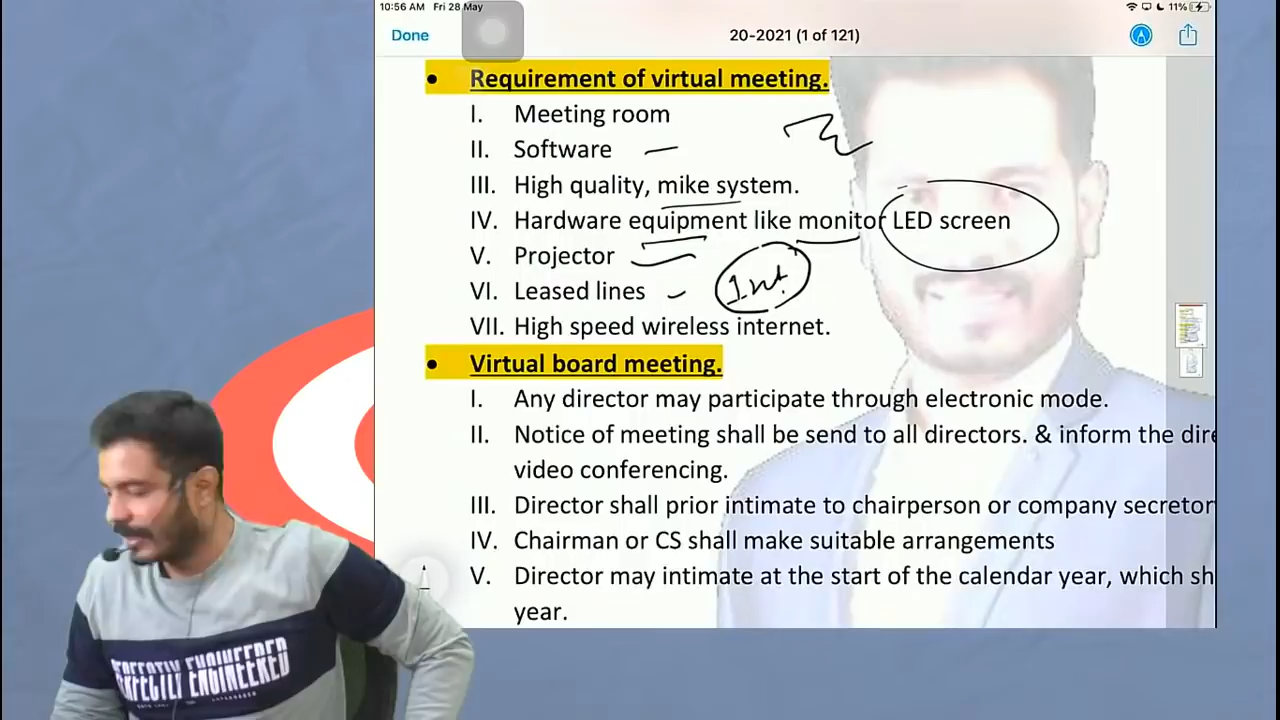 10:56 AM Fri 28 May
11%
Done
20-2021 (1 of 121)
• Requirement of virtual meeting.
I. Meeting room
II. Software
III. High quality, mike system.
IV. Hardware equipment like monitor LED screen
V. Projector
VI. Leased lines
Int.
VII. High speed wireless internet.
• Virtual board meeting.
I. Any director may participate through electronic mode.
II. Notice of meeting shall be send to all directors. & inform the dire
video conferencing.
III. Director shall prior intimate to chairperson or company secretor
IV. Chairman or CS shall make suitable arrangements
V. Director may intimate at the start of the calendar year, which sh
year.
PERFECTLY ENGINEERED